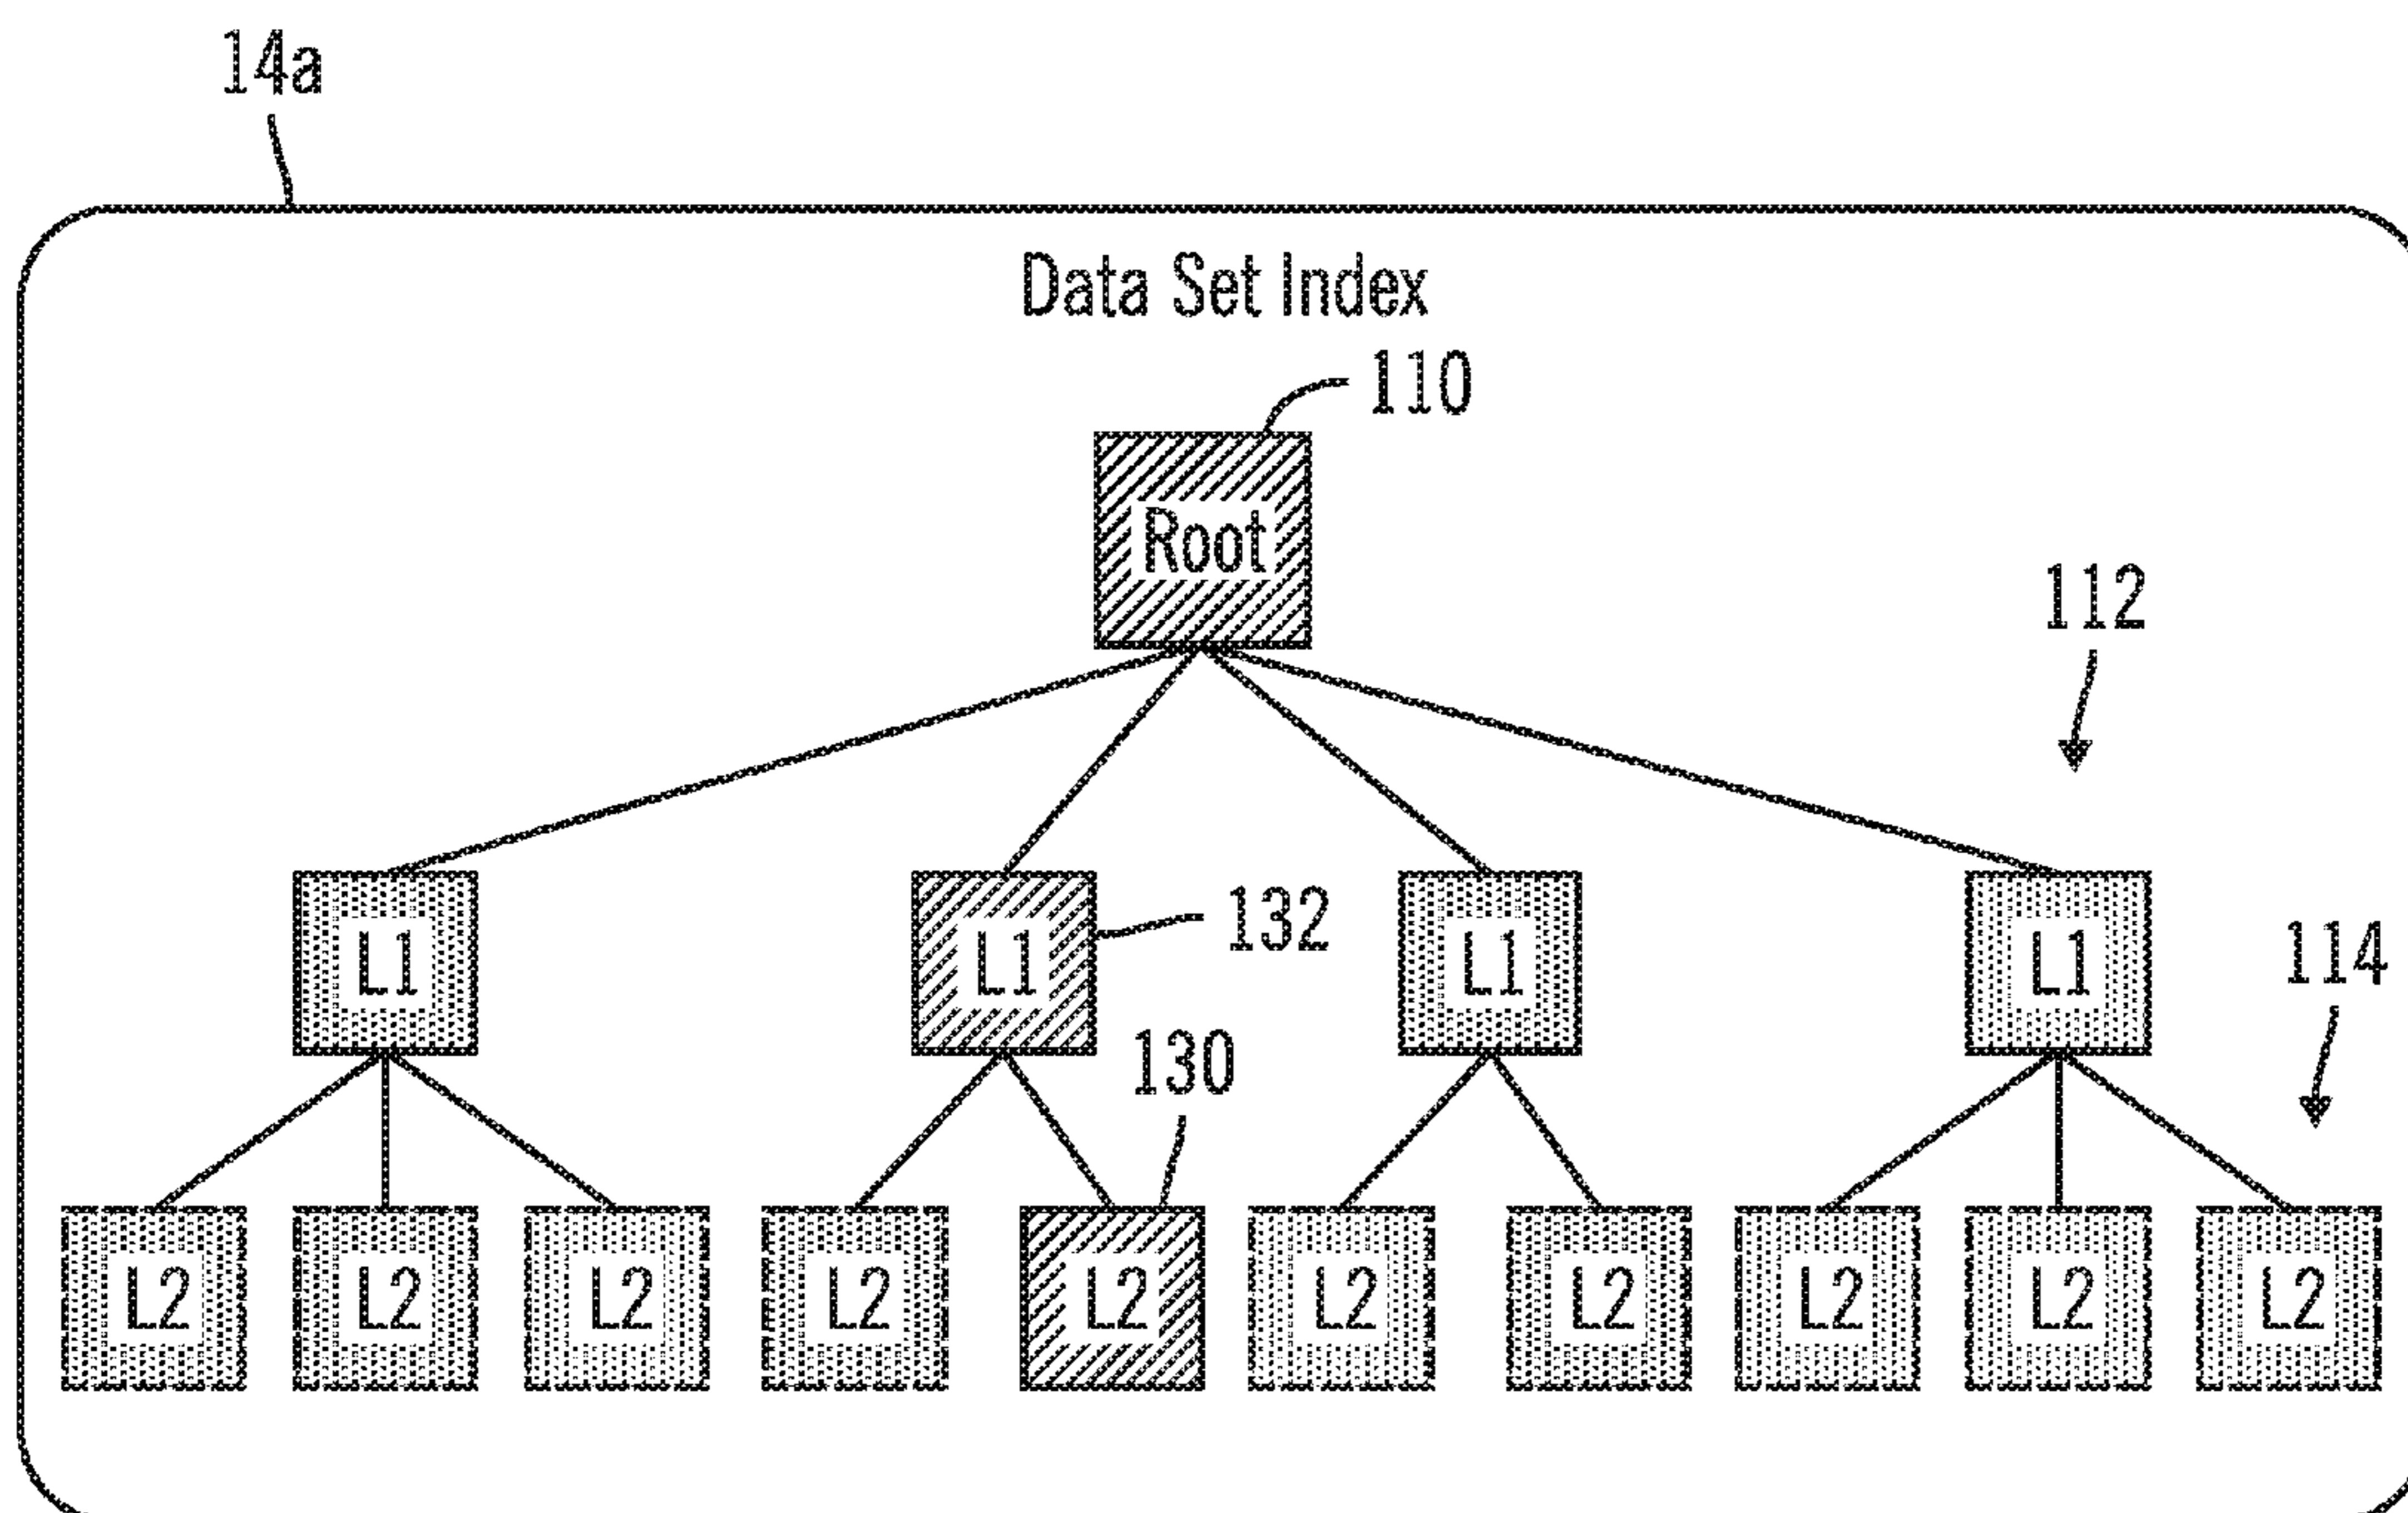 14a
Data Set Index
110
Root
112
L1 L1 132 L1 L1
114
130
L2 L2 L2 L2 L2 L2 L2 L2 L2 L2